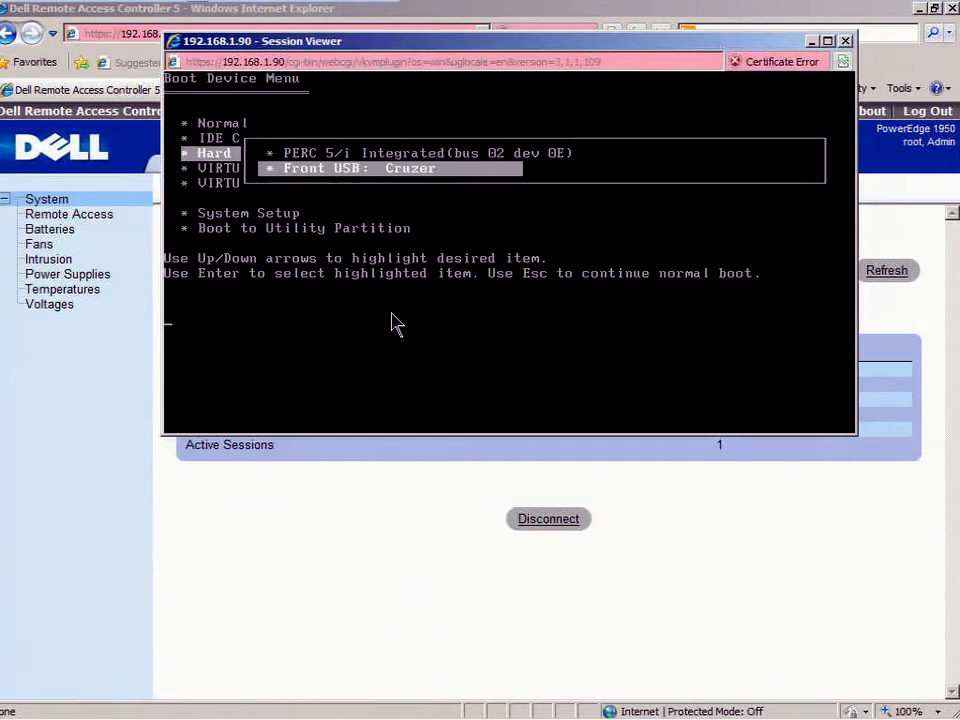 Dell Remote Access Controller 5 - Windows Internet Explorer
https://192.168.
192.168.1.90 - Session Viewer
https://192.168.1.90/cgi-bin/webcgi/vkvmplugin?os=win&uglocale=en&version=3,1,1,109
Certificate Error
Favorites
Suggeste
Dell Remote Access Controller 5
Tools
Dell Remote Access Contro
bout
Log Out
DELL
PowerEdge 1950
root, Admin
Boot Device Menu
* Normal
* IDE C
* Hard
* VIRTU
* VIRTU
* PERC 5/i Integrated(bus 02 dev 0E)
* Front USB: Cruzer
* System Setup
* Boot to Utility Partition
Use Up/Down arrows to highlight desired item.
Use Enter to select highlighted item. Use Esc to continue normal boot.
System
Remote Access
Batteries
Fans
Intrusion
Power Supplies
Temperatures
Voltages
Refresh
Active Sessions 1
Disconnect
one
Internet | Protected Mode: Off
100%